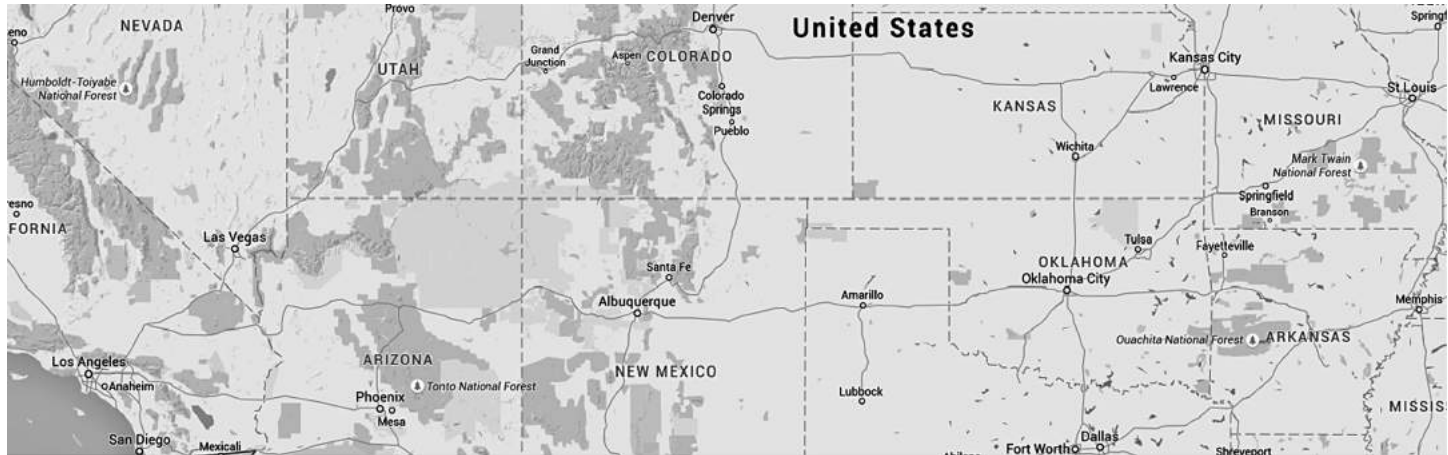 Provo
Denver
United States
Springf
NEVADA
eno
Grand
Junction
Aspen
COLORADO
UTAH
Kansas City
Humboldt-Toiyabe
National Forest
Lawrence
St Louis
Colorado
Springs
KANSAS
Pueblo
MISSOURI
Wichita
Mark Twain
National Forest
Springfield
resno
Branson
FORNIA
Las Vegas
Tulsa
Fayetteville
Santa Fe
OKLAHOMA
Oklahoma City
Albuquerque
Amarillo
Memphis
Ouachita National Forest
ARKANSAS
Los Angeles
ARIZONA
NEW MEXICO
Anaheim
Tonto National Forest
Lubbock
Phoenix
MISSIS
Mesa
San Diego
Mexicali
Dallas
Fort Worth
Abilene
Shreveport